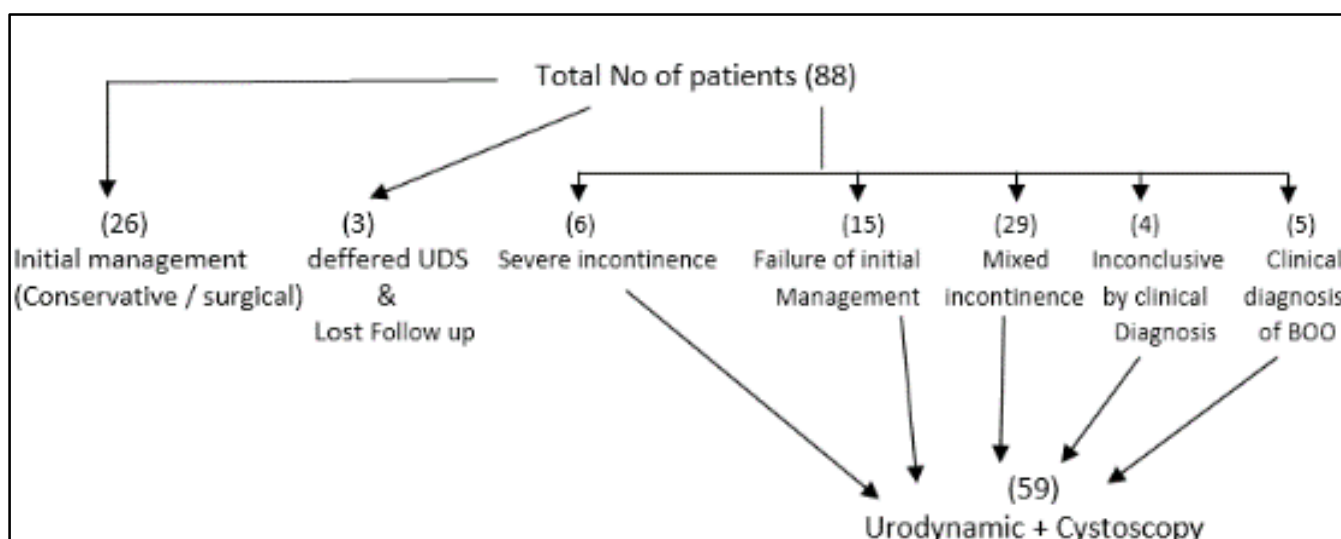 Total No of patients (88)
(26)
Initial management
(Conservative / surgical)
(3)
deffered UDS
&
Lost Follow up
(6)
Severe incontinence
(15)
Failure of initial
Management
(29)
Mixed
incontinence
(4)
Inconclusive
by clinical
Diagnosis
(5)
Clinical
diagnosis
of BOO
(59)
Urodynamic + Cystoscopy